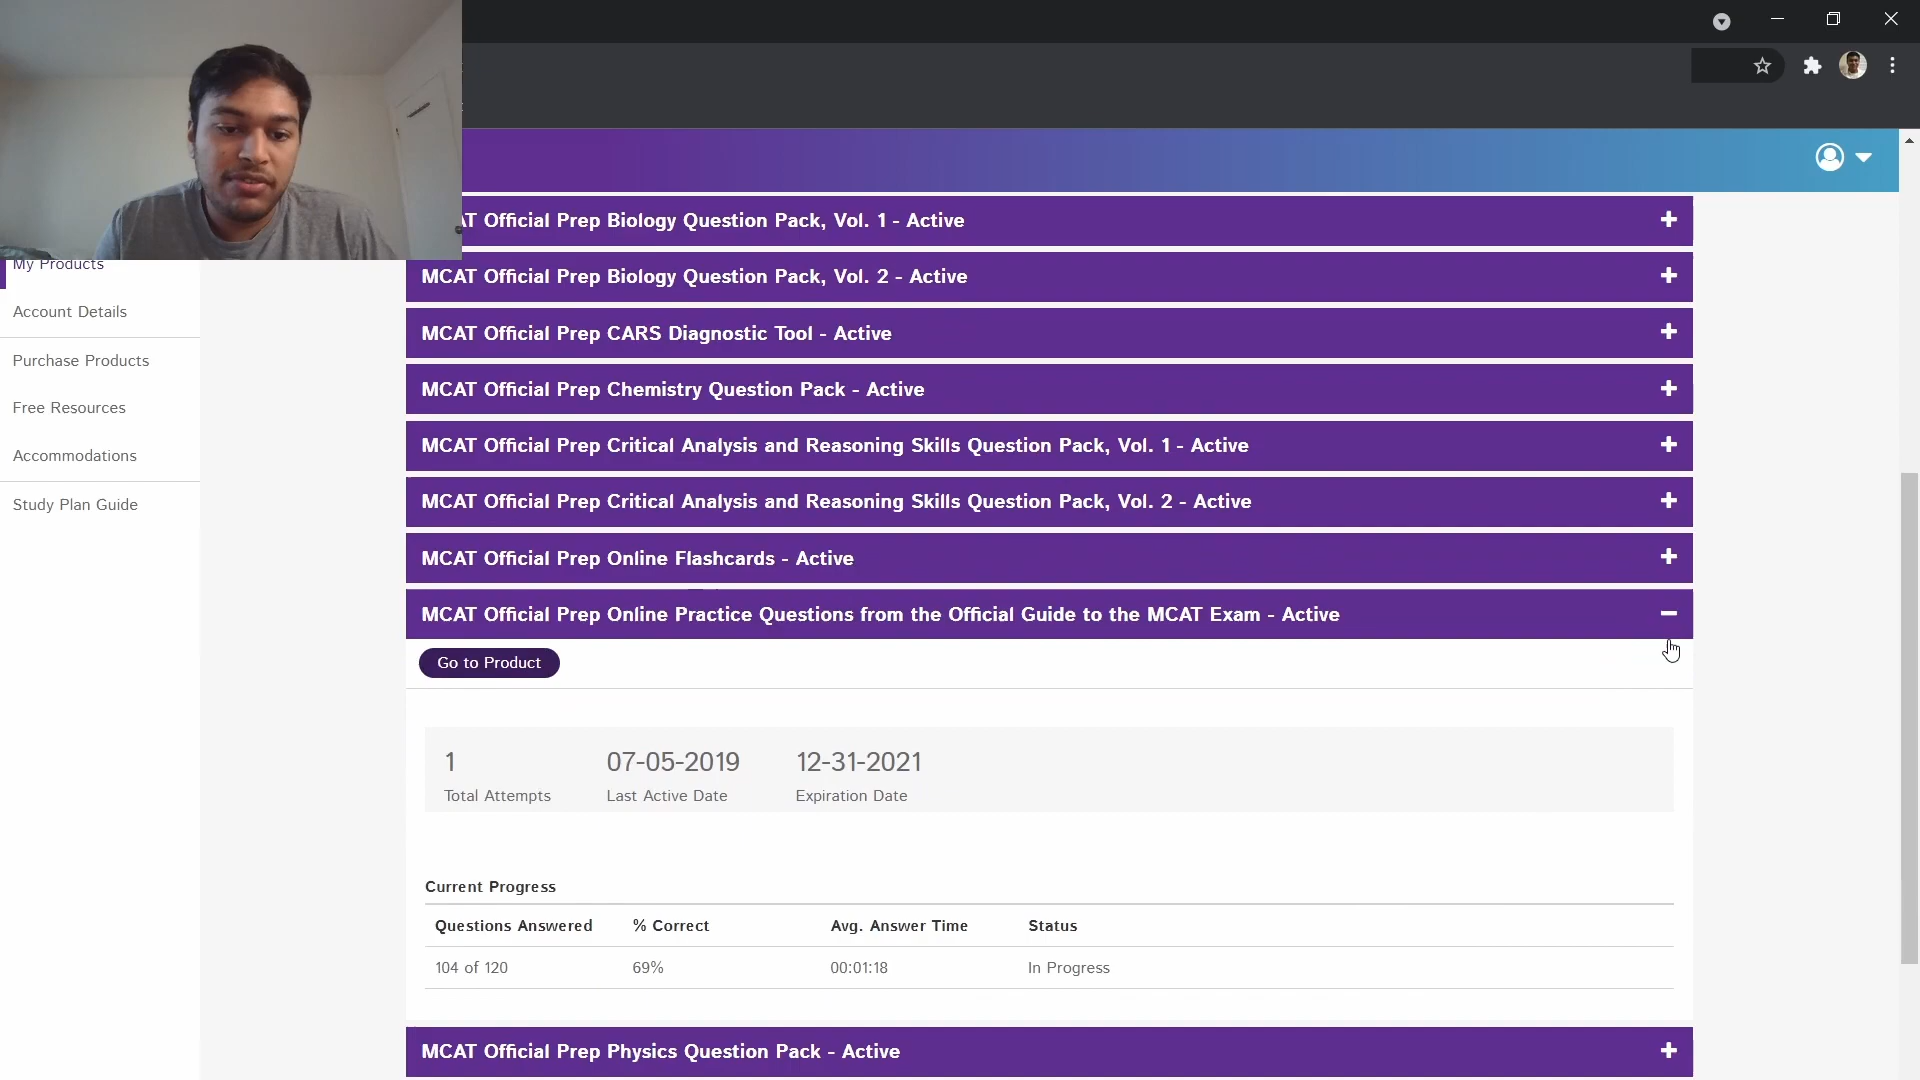 AT Official Prep Biology Question Pack, Vol. 1 - Active
MCAT Official Prep Biology Question Pack, Vol. 2 - Active
My Products
Account Details
Purchase Products
Free Resources
Accommodations
Study Plan Guide
MCAT Official Prep CARS Diagnostic Tool - Active
MCAT Official Prep Chemistry Question Pack - Active
MCAT Official Prep Critical Analysis and Reasoning Skills Question Pack, Vol. 1 - Active
MCAT Official Prep Critical Analysis and Reasoning Skills Question Pack, Vol. 2 - Active
MCAT Official Prep Online Flashcards - Active
MCAT Official Prep Online Practice Questions from the Official Guide to the MCAT Exam - Active
Go to Product
1 07-05-2019 12-31-2021
Total Attempts Last Active Date Expiration Date
Current Progress
Questions Answered % Correct Avg. Answer Time Status
104 of 120 69% 00:01:18 In Progress
MCAT Official Prep Physics Question Pack - Active